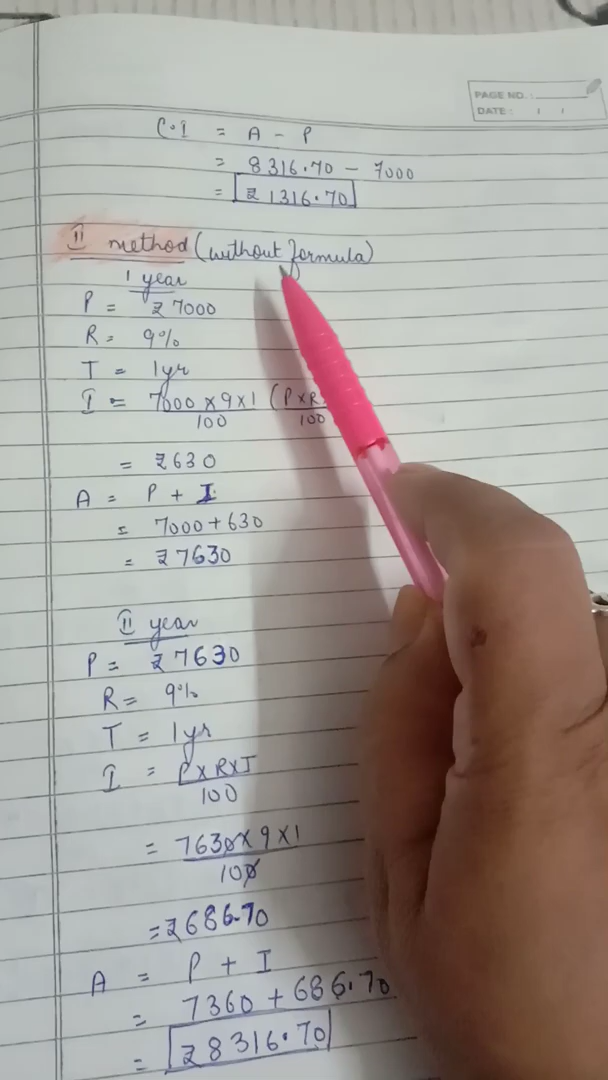 PAGE NO. :
DATE : / /
C.I = A - P
= 8316.70 - 7000
= ₹1316.70
II method (without formula)
1 year
P = ₹7000
R = 9%
T = 1yr
I = 7000 x 9 x 1 (P x R
100 100
= ₹630
A = P + I
= 7000 + 630
= ₹7630
II year
P = ₹7630
R = 9%
T = 1yr
I = P x R x T
100
= 7630 x 9 x 1
100
= ₹686.70
A = P + I
= 7360 + 686.70
= ₹8316.70